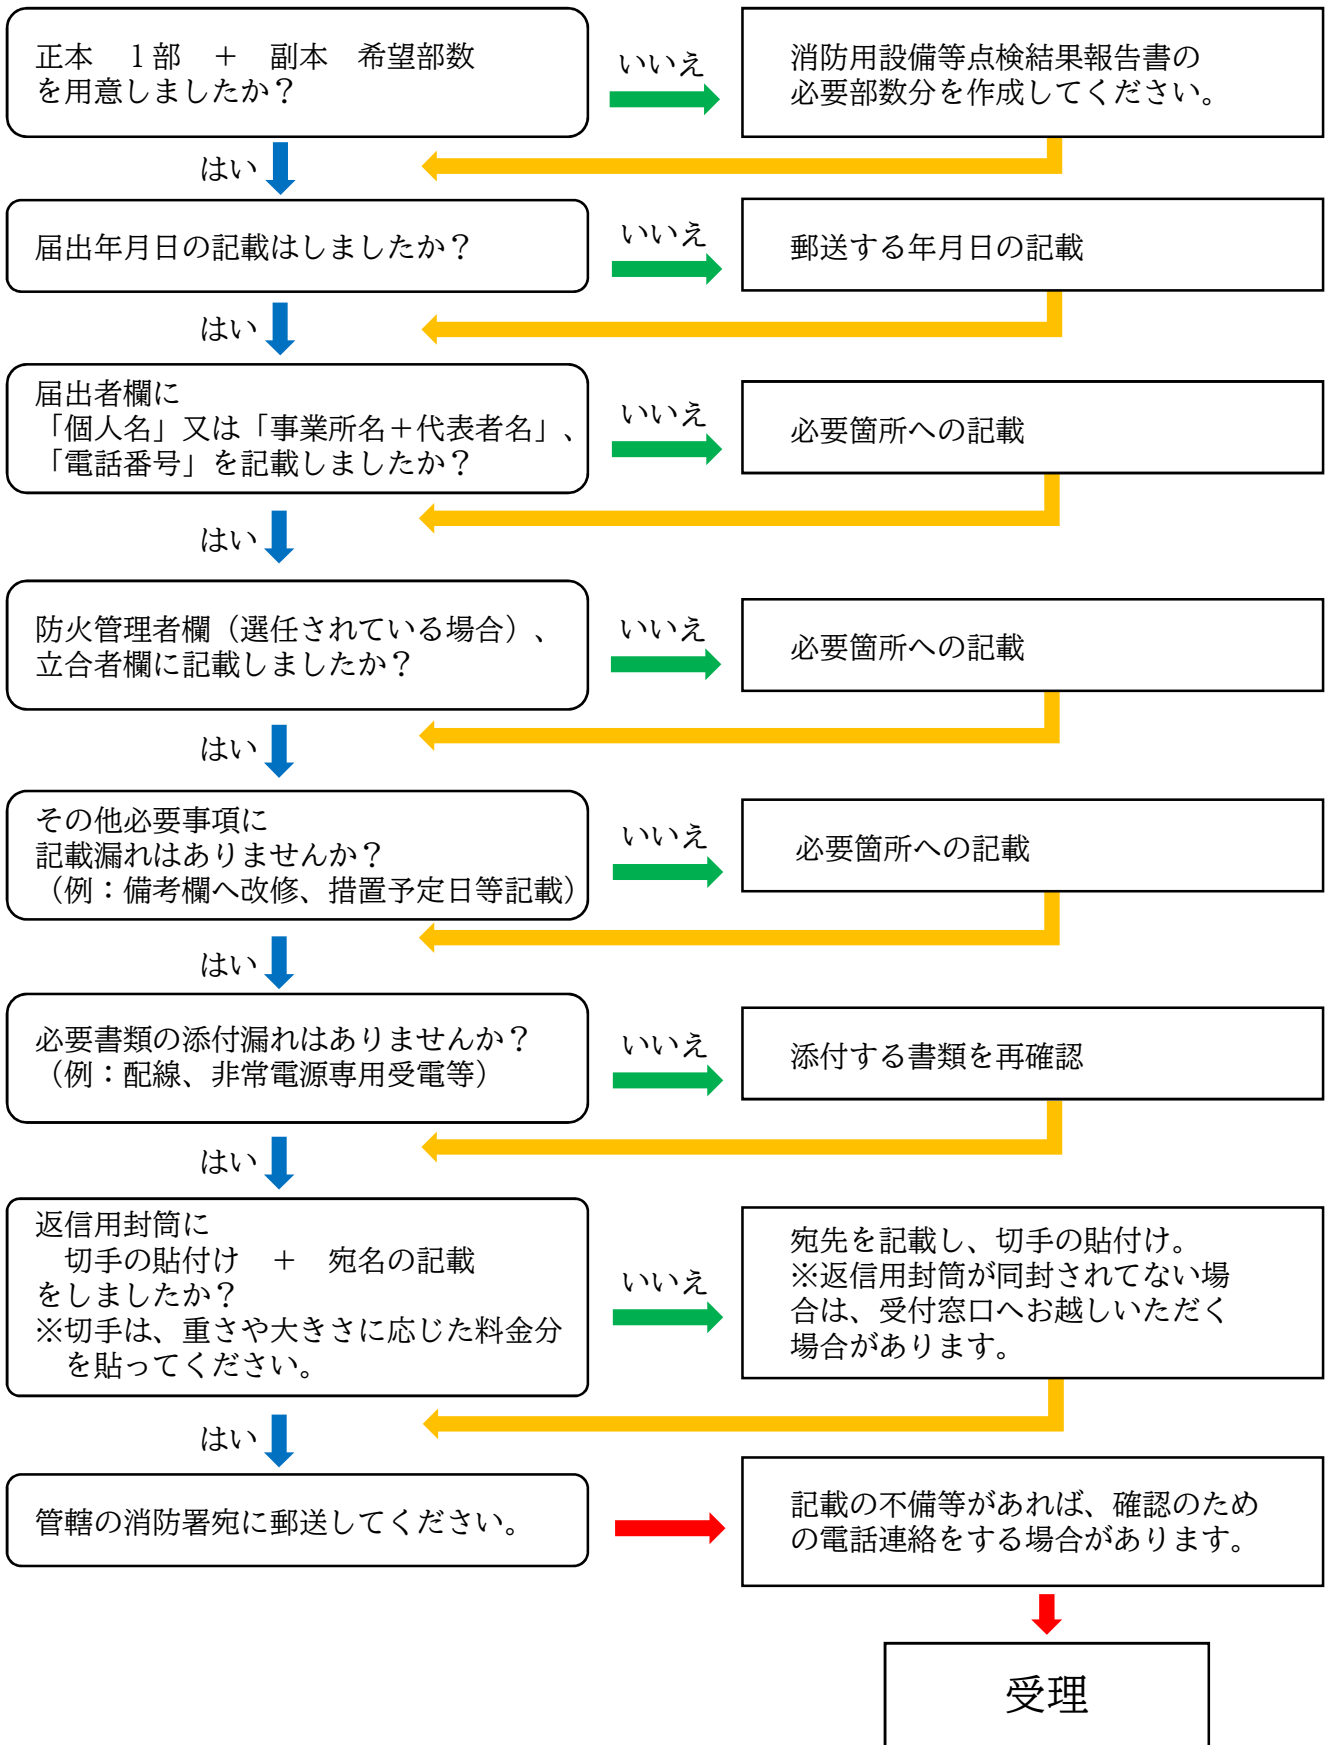 正本　１部　＋　副本　希望部数
を用意しましたか？
いいえ
消防用設備等点検結果報告書の
必要部数分を作成してください。
はい
届出年月日の記載はしましたか？
いいえ
郵送する年月日の記載
はい
届出者欄に
「個人名」又は「事業所名＋代表者名」、
「電話番号」を記載しましたか？
いいえ
必要箇所への記載
はい
防火管理者欄（選任されている場合）、
立合者欄に記載しましたか？
いいえ
必要箇所への記載
はい
その他必要事項に
記載漏れはありませんか？
（例：備考欄へ改修、措置予定日等記載）
いいえ
必要箇所への記載
はい
必要書類の添付漏れはありませんか？
（例：配線、非常電源専用受電等）
いいえ
添付する書類を再確認
はい
返信用封筒に
　切手の貼付け　＋　宛名の記載
をしましたか？
※切手は、重さや大きさに応じた料金分
　を貼ってください。
いいえ
宛先を記載し、切手の貼付け。
※返信用封筒が同封されてない場
合は、受付窓口へお越しいただく
場合があります。
はい
管轄の消防署宛に郵送してください。
記載の不備等があれば、確認のため
の電話連絡をする場合があります。
受理